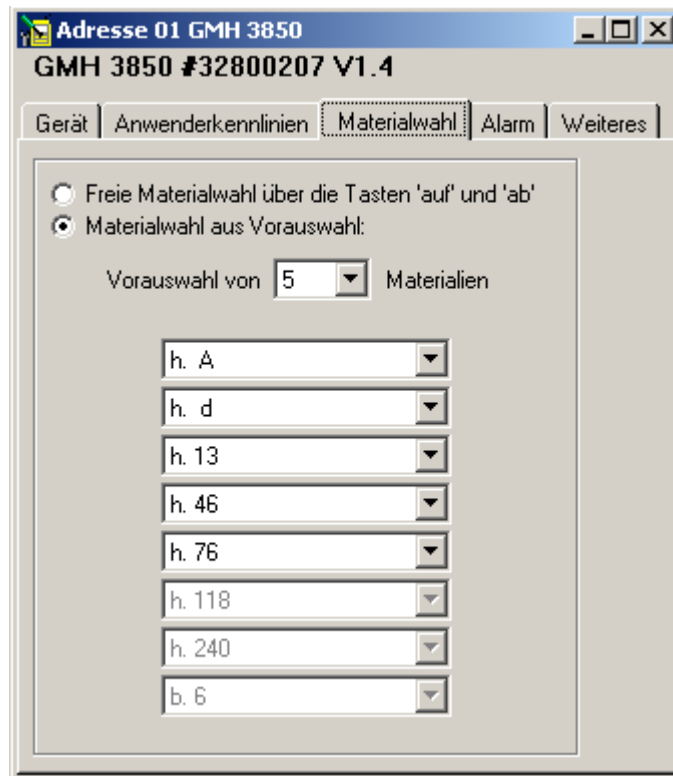 Adresse 01 GMH 3850
GMH 3850 #32800207 V1.4
Gerät Anwenderkennlinien Materialwahl Alarm Weiteres
Freie Materialwahl über die Tasten 'auf' und 'ab'
Materialwahl aus Vorauswahl:
Vorauswahl von 5 Materialien
h. A
h. d
h. 13
h. 46
h. 76
h. 118
h. 240
b. 6